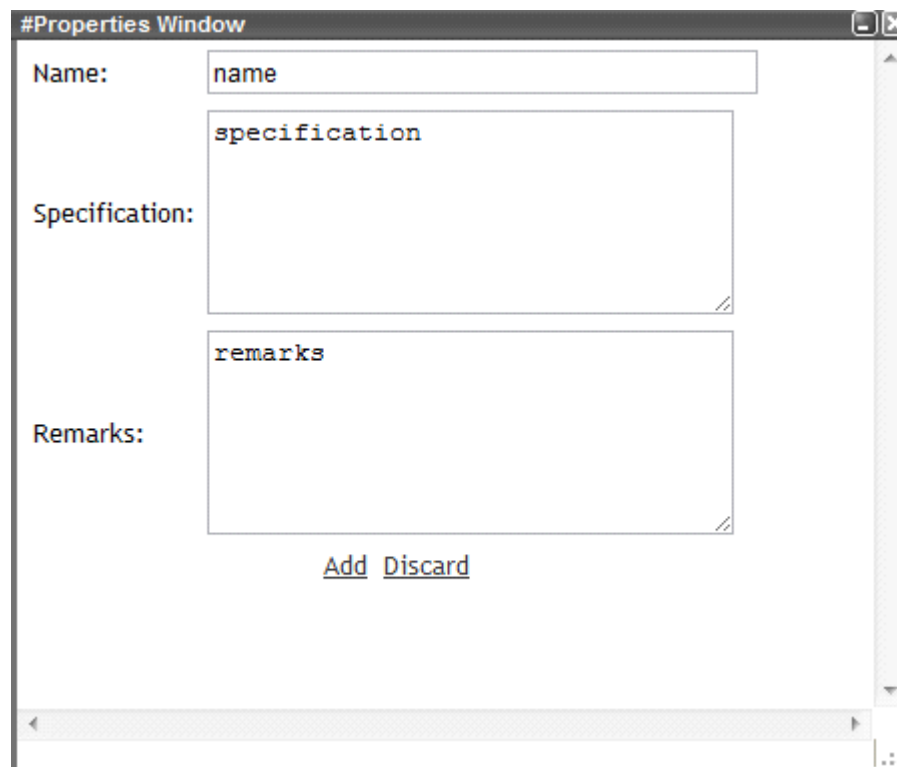 #Properties Window
Name: name
specification
Specification:
remarks
Remarks:
Add Discard